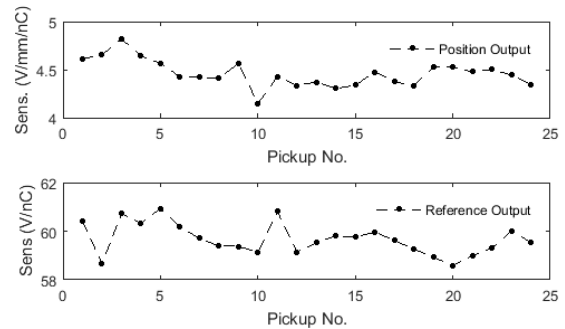 5
4.5
4
Sens. (V/mm/nC)
Position Output
0 5 10 15 20 25
Pickup No.
62
60
58
Sens (V/nC)
Reference Output
0 5 10 15 20 25
Pickup No.